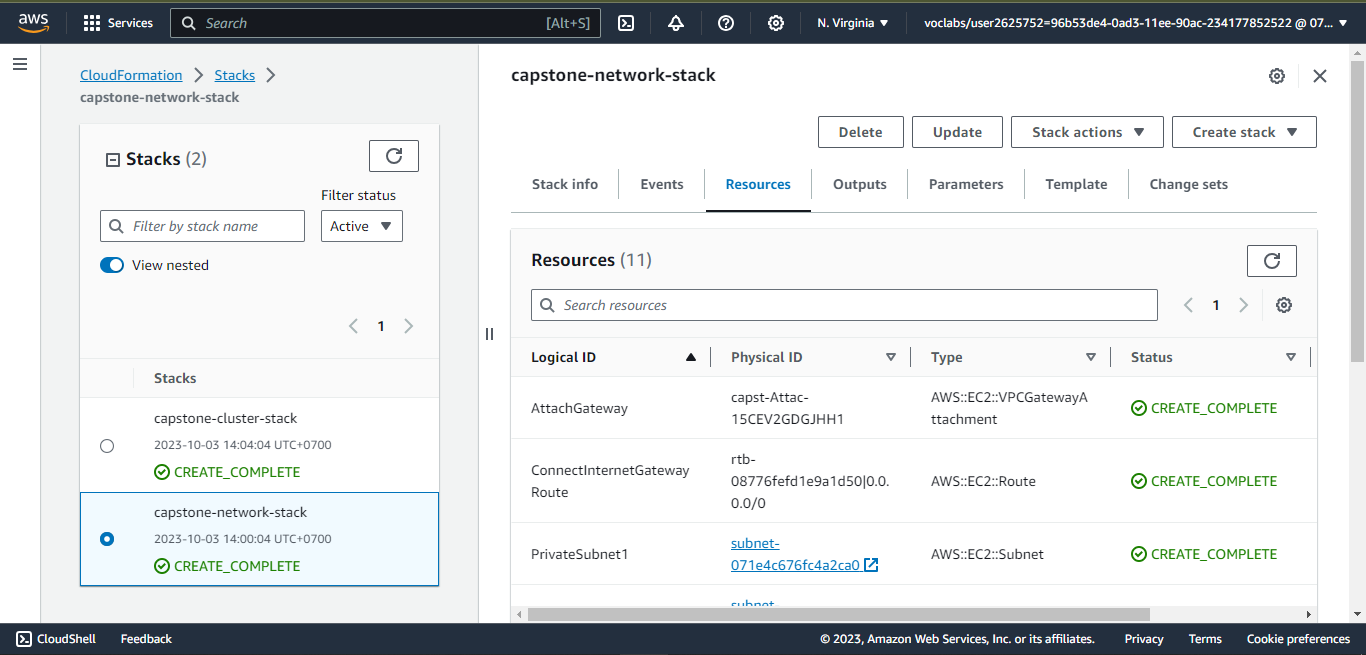 aws
Services
Search
[Alt+S]
N. Virginia
voclabs/user2625752=96b53de4-0ad3-11ee-90ac-234177852522 @ 07...
CloudFormation
Stacks
capstone-network-stack
Stacks (2)
Filter status
Filter by stack name
Active
View nested
1
Stacks
capstone-cluster-stack
2023-10-03 14:04:04 UTC+0700
CREATE_COMPLETE
capstone-network-stack
2023-10-03 14:00:04 UTC+0700
CREATE_COMPLETE
capstone-network-stack
Delete
Update
Stack actions
Create stack
Stack info
Events
Resources
Outputs
Parameters
Template
Change sets
Resources (11)
Search resources
1
Logical ID
Physical ID
Type
Status
AttachGateway
capst-Attac-
15CEV2GDGJHH1
AWS::EC2::VPCGatewayA
ttachment
CREATE_COMPLETE
ConnectInternetGateway
Route
rtb-
08776fefd1e9a1d50|0.0.
0.0/0
AWS::EC2::Route
CREATE_COMPLETE
PrivateSubnet1
subnet-
071e4c676fc4a2ca0
AWS::EC2::Subnet
CREATE_COMPLETE
subnet-
CloudShell
Feedback
© 2023, Amazon Web Services, Inc. or its affiliates.
Privacy
Terms
Cookie preferences